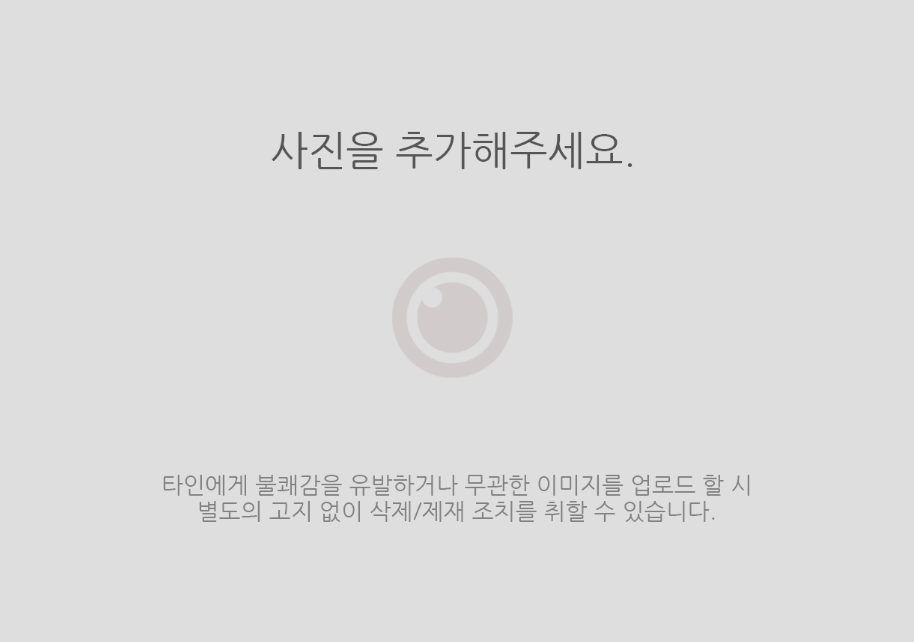 사진을 추가해주세요.
타인에게 불쾌감을 유발하거나 무관한 이미지를 업로드 할 시
별도의 고지 없이 삭제/제재 조치를 취할 수 있습니다.